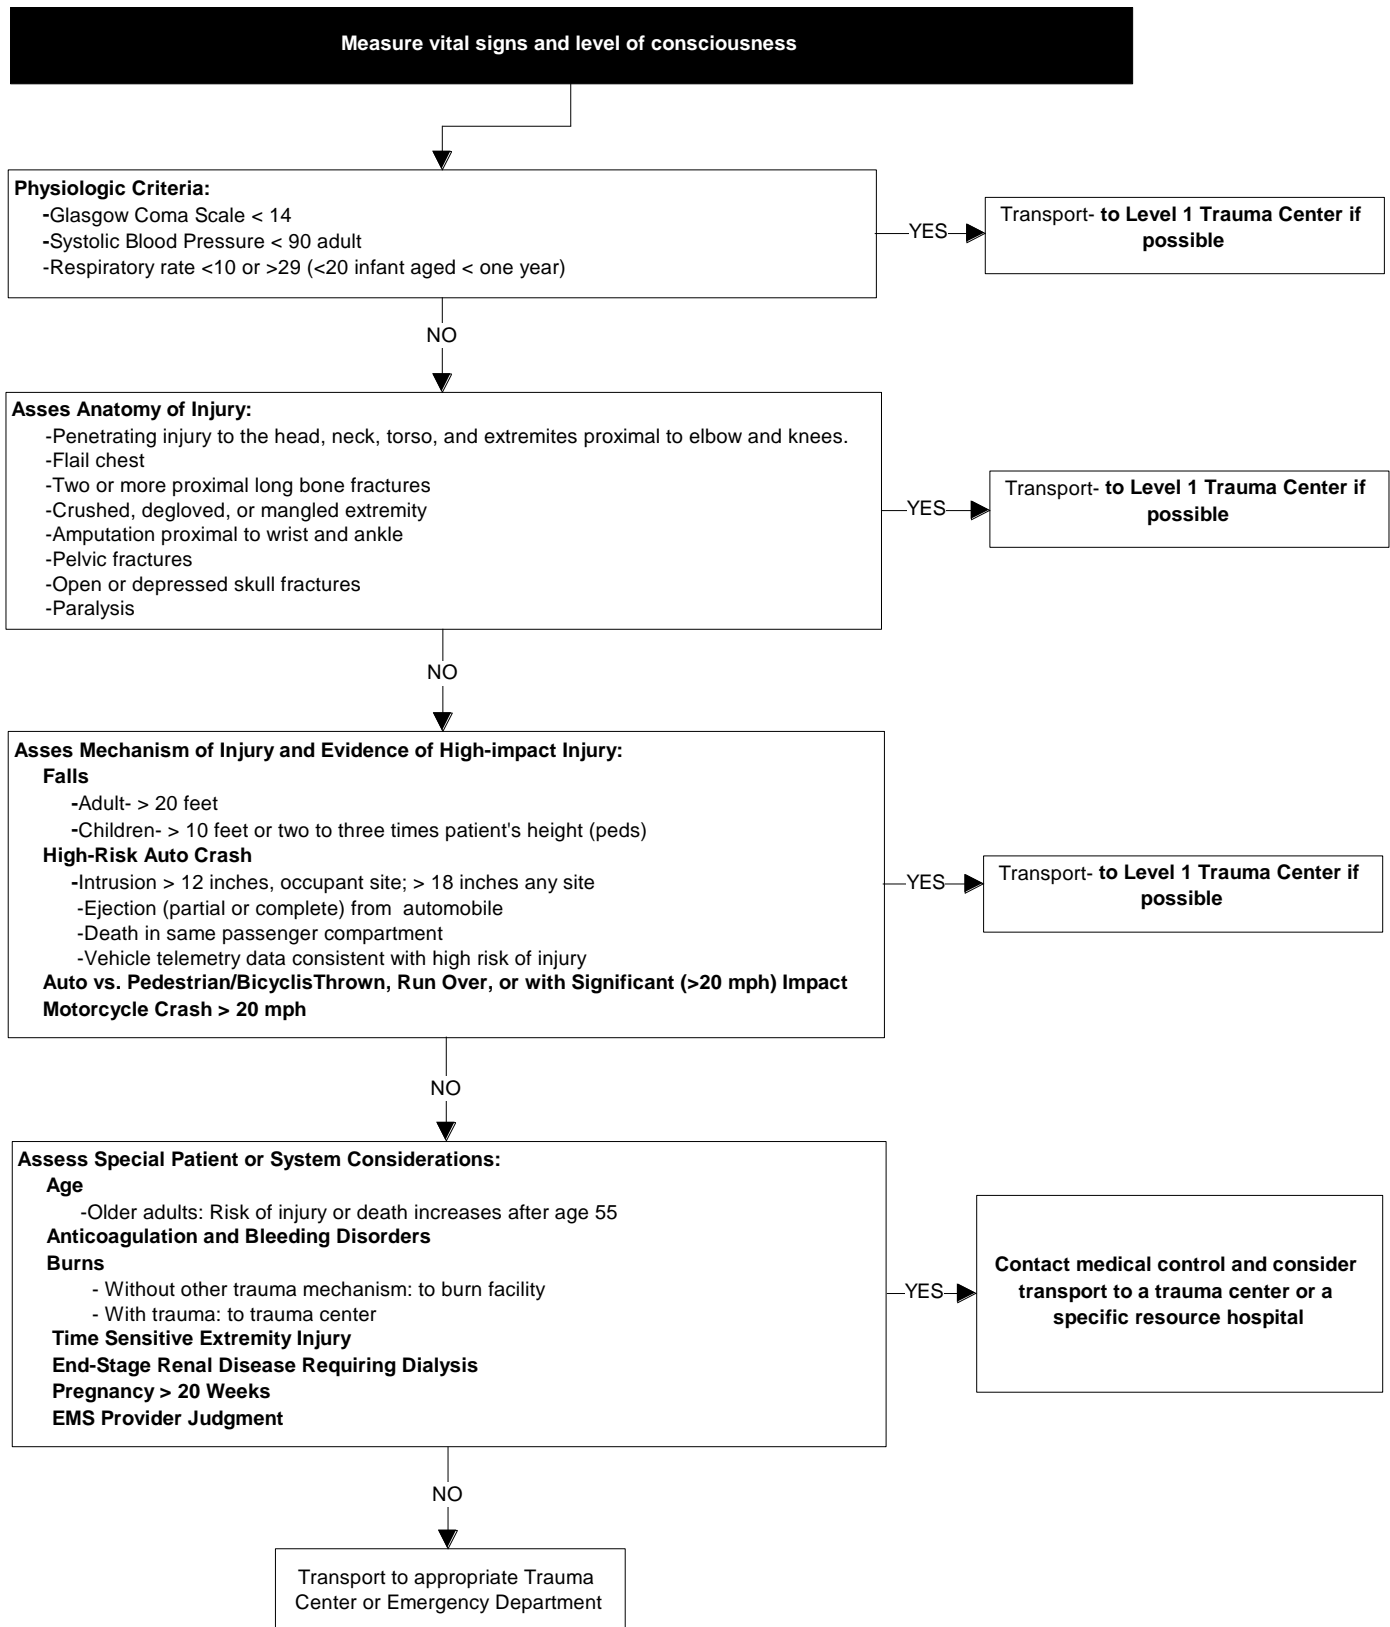 Measure vital signs and level of consciousness
Physiologic Criteria:
-Glasgow Coma Scale < 14
-Systolic Blood Pressure < 90 adult
-Respiratory rate <10 or >29 (<20 infant aged < one year)
YES
Transport- to Level 1 Trauma Center if
possible
NO
Asses Anatomy of Injury:
-Penetrating injury to the head, neck, torso, and extremites proximal to elbow and knees.
-Flail chest
-Two or more proximal long bone fractures
-Crushed, degloved, or mangled extremity
-Amputation proximal to wrist and ankle
-Pelvic fractures
-Open or depressed skull fractures
-Paralysis
YES
Transport- to Level 1 Trauma Center if
possible
NO
Asses Mechanism of Injury and Evidence of High-impact Injury:
Falls
-Adult- > 20 feet
-Children- > 10 feet or two to three times patient's height (peds)
High-Risk Auto Crash
-Intrusion > 12 inches, occupant site; > 18 inches any site
-Ejection (partial or complete) from  automobile
-Death in same passenger compartment
-Vehicle telemetry data consistent with high risk of injury
Auto vs. Pedestrian/BicyclisThrown, Run Over, or with Significant (>20 mph) Impact
Motorcycle Crash > 20 mph
YES
Transport- to Level 1 Trauma Center if
possible
NO
Assess Special Patient or System Considerations:
Age
-Older adults: Risk of injury or death increases after age 55
Anticoagulation and Bleeding Disorders
Burns
- Without other trauma mechanism: to burn facility
- With trauma: to trauma center
Time Sensitive Extremity Injury
End-Stage Renal Disease Requiring Dialysis
Pregnancy > 20 Weeks
EMS Provider Judgment
YES
Contact medical control and consider
transport to a trauma center or a
specific resource hospital
NO
Transport to appropriate Trauma
Center or Emergency Department